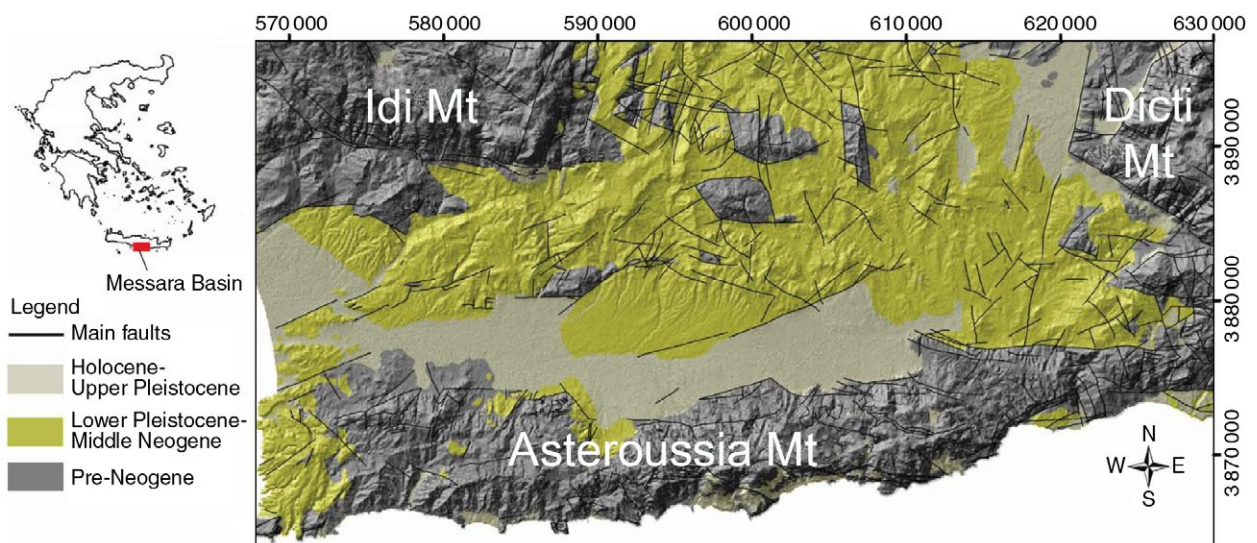 570 000 580 000 590 000 600 000 610 000 620 000 630 000
Idi Mt
Dicti
Mt
Messara Basin
Legend
Main faults
Holocene-
Upper Pleistocene
Lower Pleistocene-
Middle Neogene
Pre-Neogene
Asteroussia Mt
N
W E
S
3 890 000
3 880 000
3 870 000